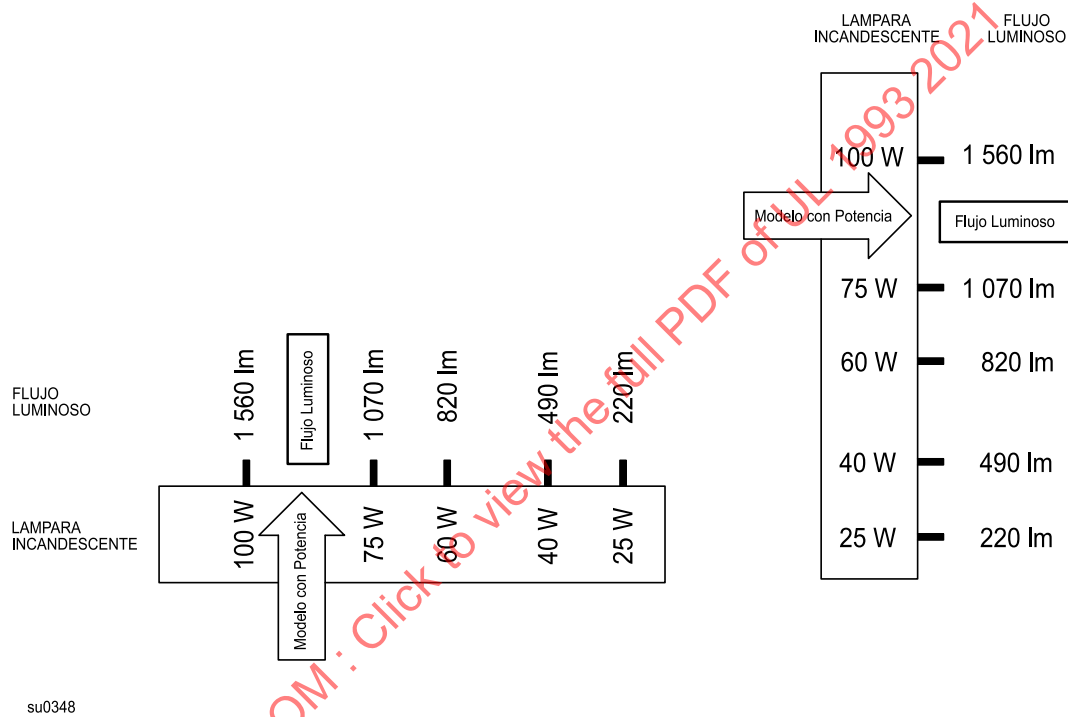 LAMPARA
INCANDESCENTE
FLUJO
LUMINOSO
100 W 1 560 lm
Modelo con Potencia
Flujo Luminoso
75 W 1 070 lm
60 W 820 lm
40 W 490 lm
25 W 220 lm
FLUJO
LUMINOSO
1 560 lm
Flujo Luminoso
1 070 lm
820 lm
490 lm
220 lm
LAMPARA
INCANDESCENTE
100 W
Modelo con Potencia
75 W
60 W
40 W
25 W
su0348
OM : Click to view the full PDF of UL 1993 2021